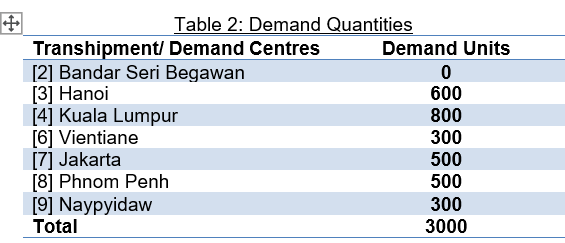 Table 2: Demand Quantities
Transhipment/ Demand Centres Demand Units
[2] Bandar Seri Begawan 0
[3] Hanoi 600
[4] Kuala Lumpur 800
[6] Vientiane 300
[7] Jakarta 500
[8] Phnom Penh 500
[9] Naypyidaw 300
Total 3000